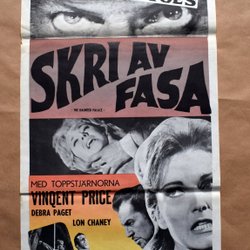 SKRI AV
FASA
THE HAUNTED PALACE
MED TOPPSTJÄRNORNA
VINCENT PRICE
DEBRA PAGET
LON CHANEY